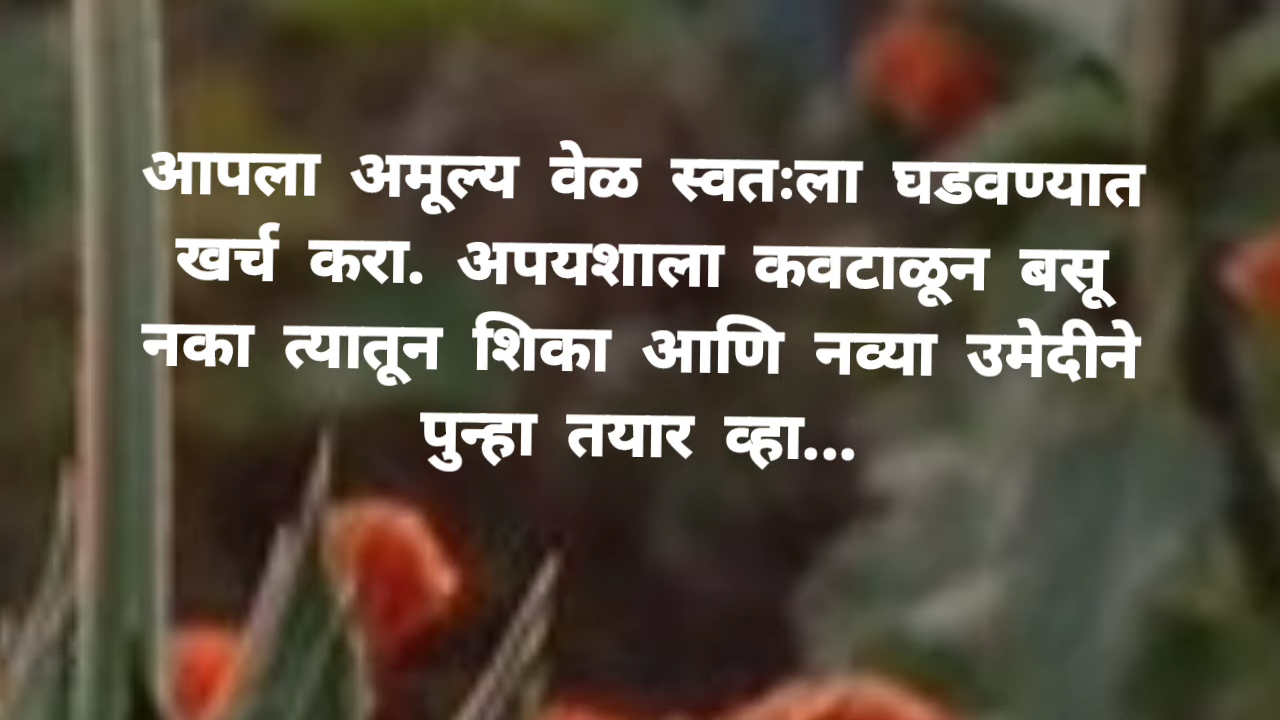 आपला अमूल्य वेळ स्वतःला घडवण्यात
खर्च करा. अपयशाला कवटाळून बसू
नका त्यातून शिका आणि नव्या उमेदीने
पुन्हा तयार व्हा...